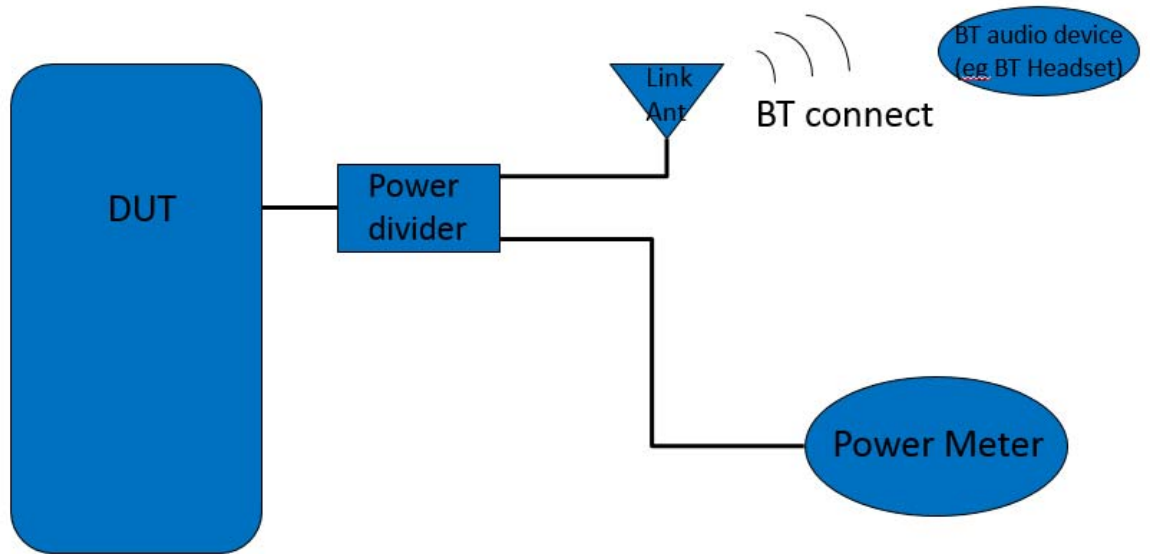 DUT
Power
divider
Link
Ant
BT connect
BT audio device
(eg BT Headset)
Power Meter